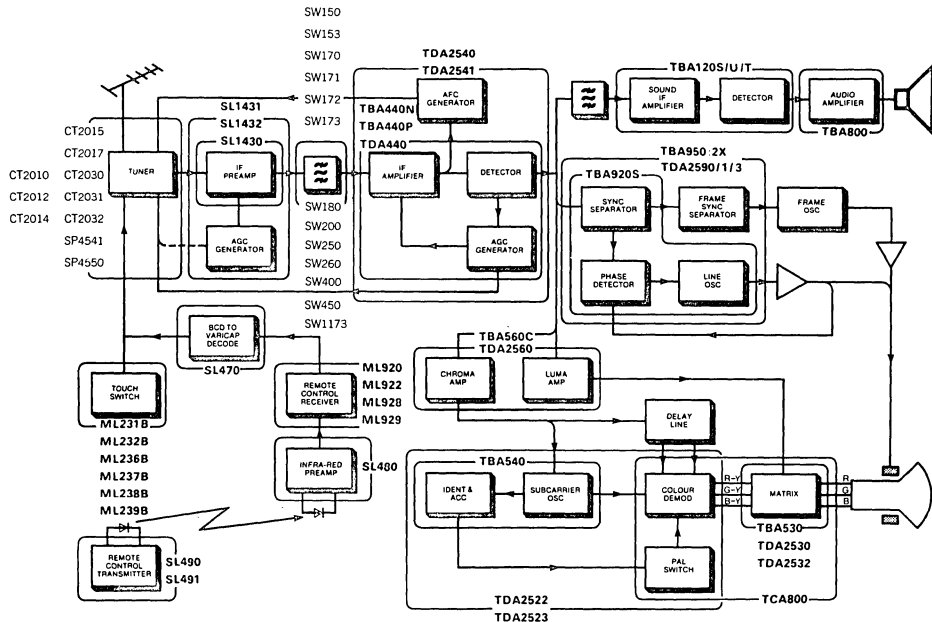 SW150
SW153
SW170
SW171
SW172
SW173
TDA2540
TDA2541
AFC
GENERATOR
TBA440N
TBA440P
TDA440
TBA120S/U/T
SOUND
IF
AMPLIFIER
DETECTOR
AUDIO
AMPLIFIER
TBA800
CT2015
CT2017
CT2010
CT2030
CT2012
CT2031
CT2014
CT2032
SP4541
SP4550
TUNER
SL1431
SL1432
SL1430
IF
PREAMP
AGC
GENERATOR
SW180
SW200
SW250
SW260
SW400
SW450
SW1173
IF
AMPLIFIER
DETECTOR
AGC
GENERATOR
TBA950:2X
TDA2590/1/3
TBA920S
SYNC
SEPARATOR
FRAME
SYNC
SEPARATOR
FRAME
OSC
PHASE
DETECTOR
LINE
OSC
BCD TO
VARICAP
DECODE
SL470
TBA560C
TDA2560
CHROMA
AMP
LUMA
AMP
TOUCH
SWITCH
ML231B
ML232B
ML236B
ML237B
ML238B
ML239B
REMOTE
CONTROL
RECEIVER
ML920
ML922
ML928
ML929
INFRA-RED
PREAMP
SL480
REMOTE
CONTROL
TRANSMITTER
SL490
SL491
DELAY
LINE
TBA540
IDENT &
ACC
SUBCARRIER
OSC
COLOUR
DEMOD
R-Y
G-Y
B-Y
MATRIX
R
G
B
TBA530
TDA2530
TDA2532
PAL
SWITCH
TCA800
TDA2522
TDA2523